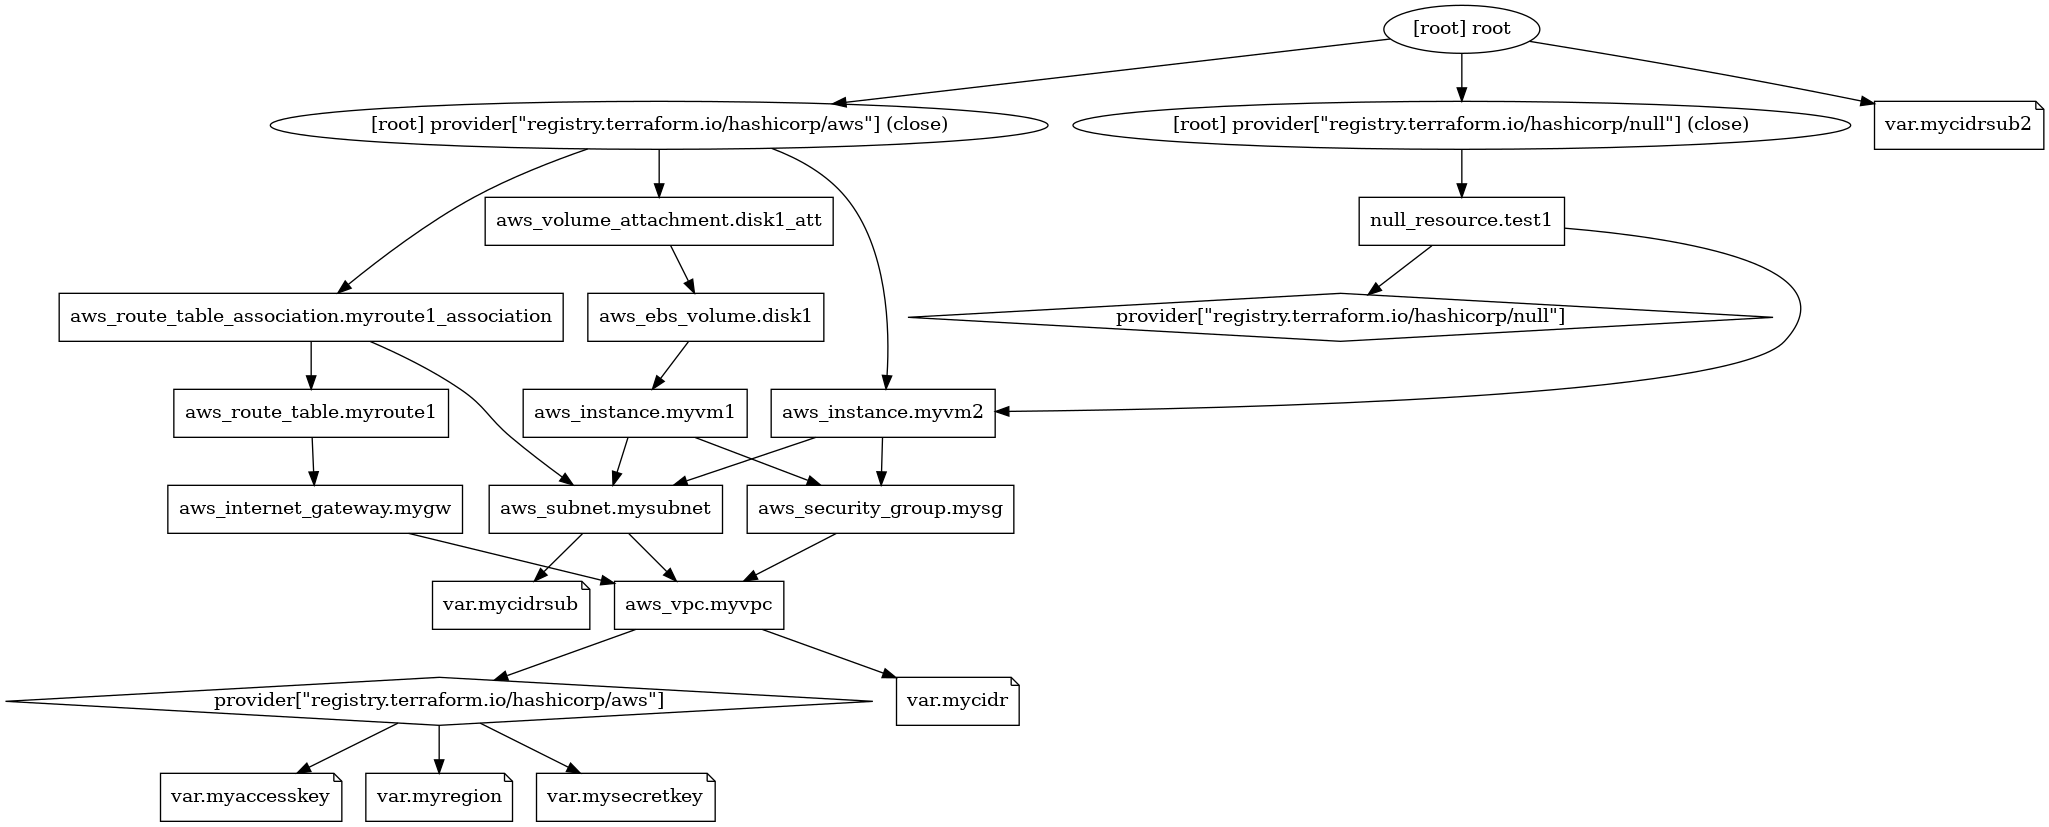 [root] root
[root] provider["registry.terraform.io/hashicorp/aws"] (close)
[root] provider["registry.terraform.io/hashicorp/null"] (close)
var.mycidrsub2
aws_volume_attachment.disk1_att
null_resource.test1
aws_route_table_association.myroute1_association
aws_ebs_volume.disk1
provider["registry.terraform.io/hashicorp/null"]
aws_route_table.myroute1
aws_instance.myvm1
aws_instance.myvm2
aws_internet_gateway.mygw
aws_subnet.mysubnet
aws_security_group.mysg
var.mycidrsub
aws_vpc.myvpc
provider["registry.terraform.io/hashicorp/aws"]
var.mycidr
var.myaccesskey
var.myregion
var.mysecretkey